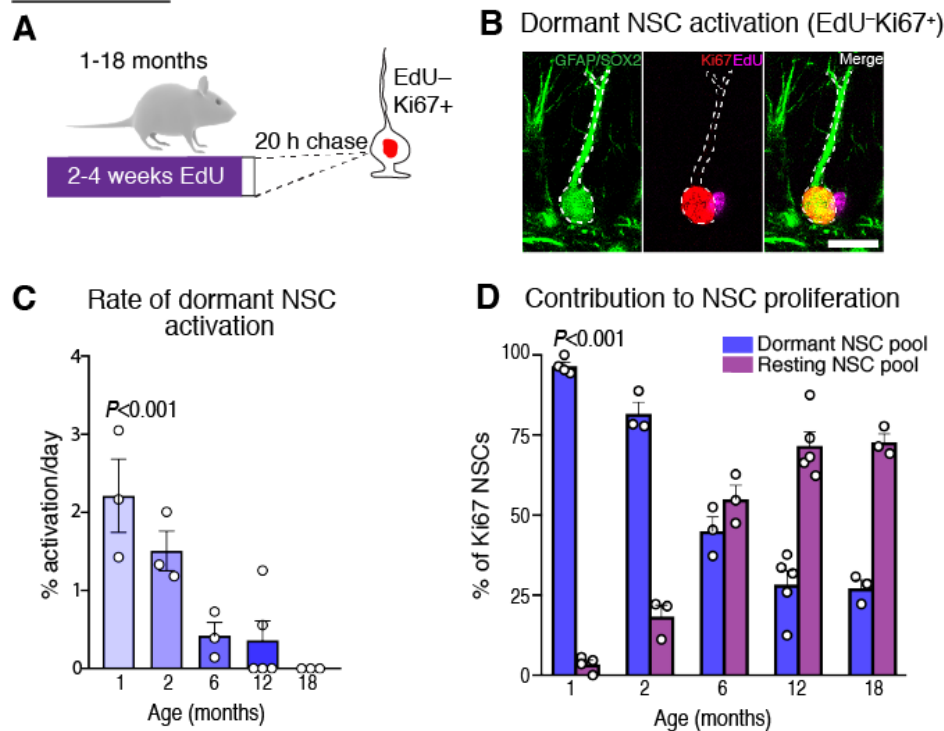 A
1-18 months
EdU–
Ki67+
20 h chase
2-4 weeks EdU
B Dormant NSC activation (EdU–Ki67+)
GFAP/SOX2
Ki67EdU
Merge
C Rate of dormant NSC
activation
4
3
2
1
0
% activation/day
P<0.001
1 2 6 12 18
Age (months)
D Contribution to NSC proliferation
Dormant NSC pool
Resting NSC pool
100
75
50
25
0
% of Ki67 NSCs
P<0.001
1 2 6 12 18
Age (months)